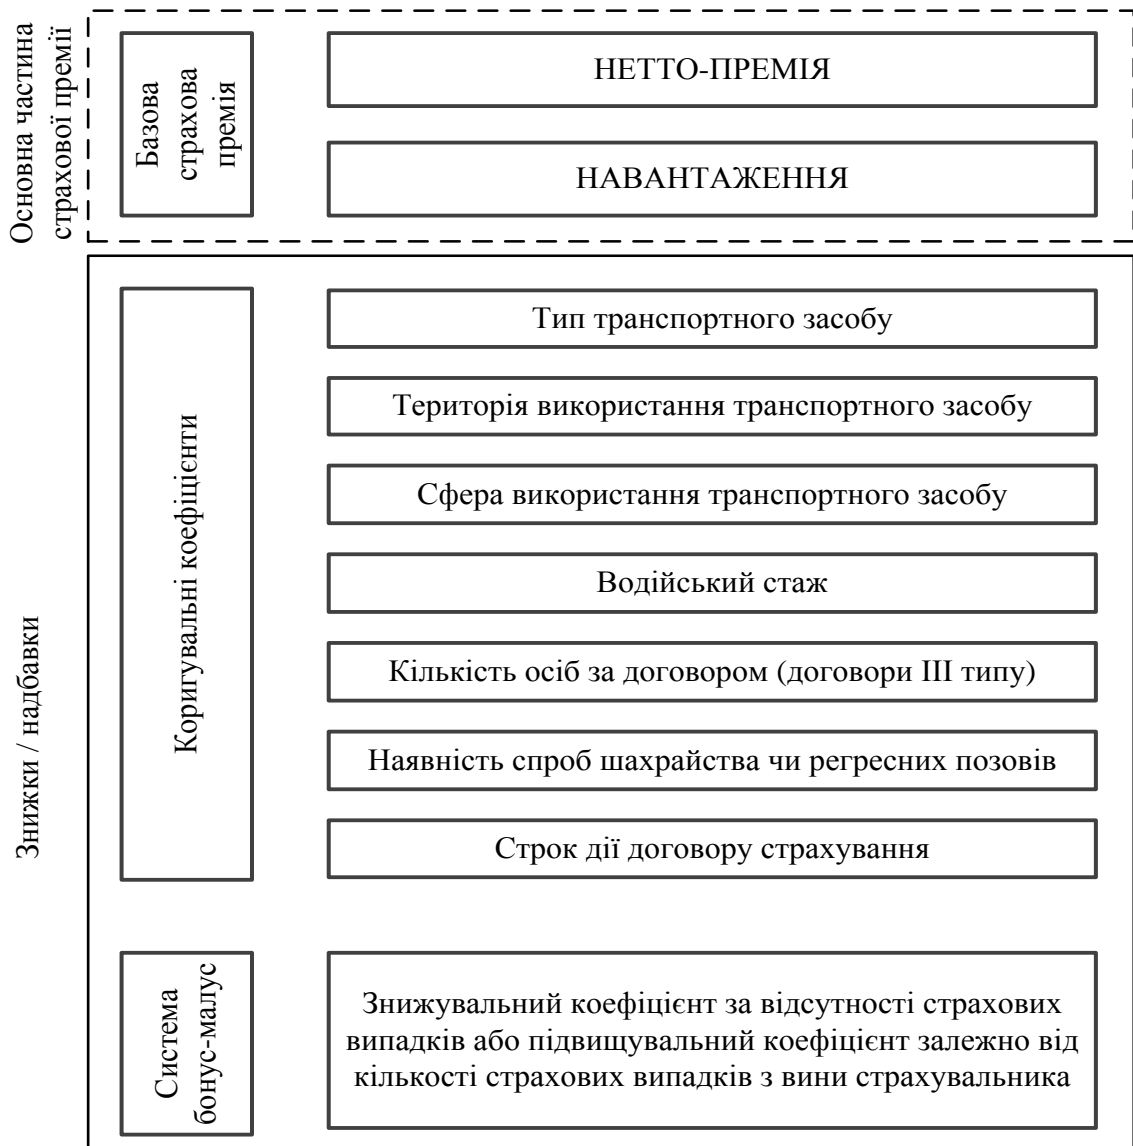 Основна частина
страхової премії
Базова
страхова
премія
НЕТТО-ПРЕМІЯ
НАВАНТАЖЕННЯ
Знижки / надбавки
Коригувальні коефіцієнти
Тип транспортного засобу
Територія використання транспортного засобу
Сфера використання транспортного засобу
Водійський стаж
Кількість осіб за договором (договори ІІІ типу)
Наявність спроб шахрайства чи регресних позовів
Строк дії договору страхування
Система
бонус-малус
Знижувальний коефіцієнт за відсутності страхових
випадків або підвищувальний коефіцієнт залежно від
кількості страхових випадків з вини страхувальника